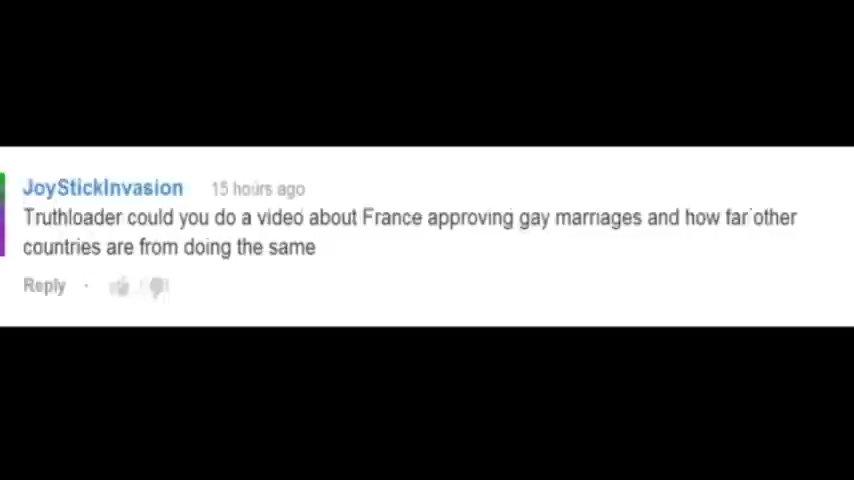 JoyStickInvasion 15 hours ago
Truthloader could you do a video about France approving gay marriages and how far other
countries are from doing the same
Reply ·